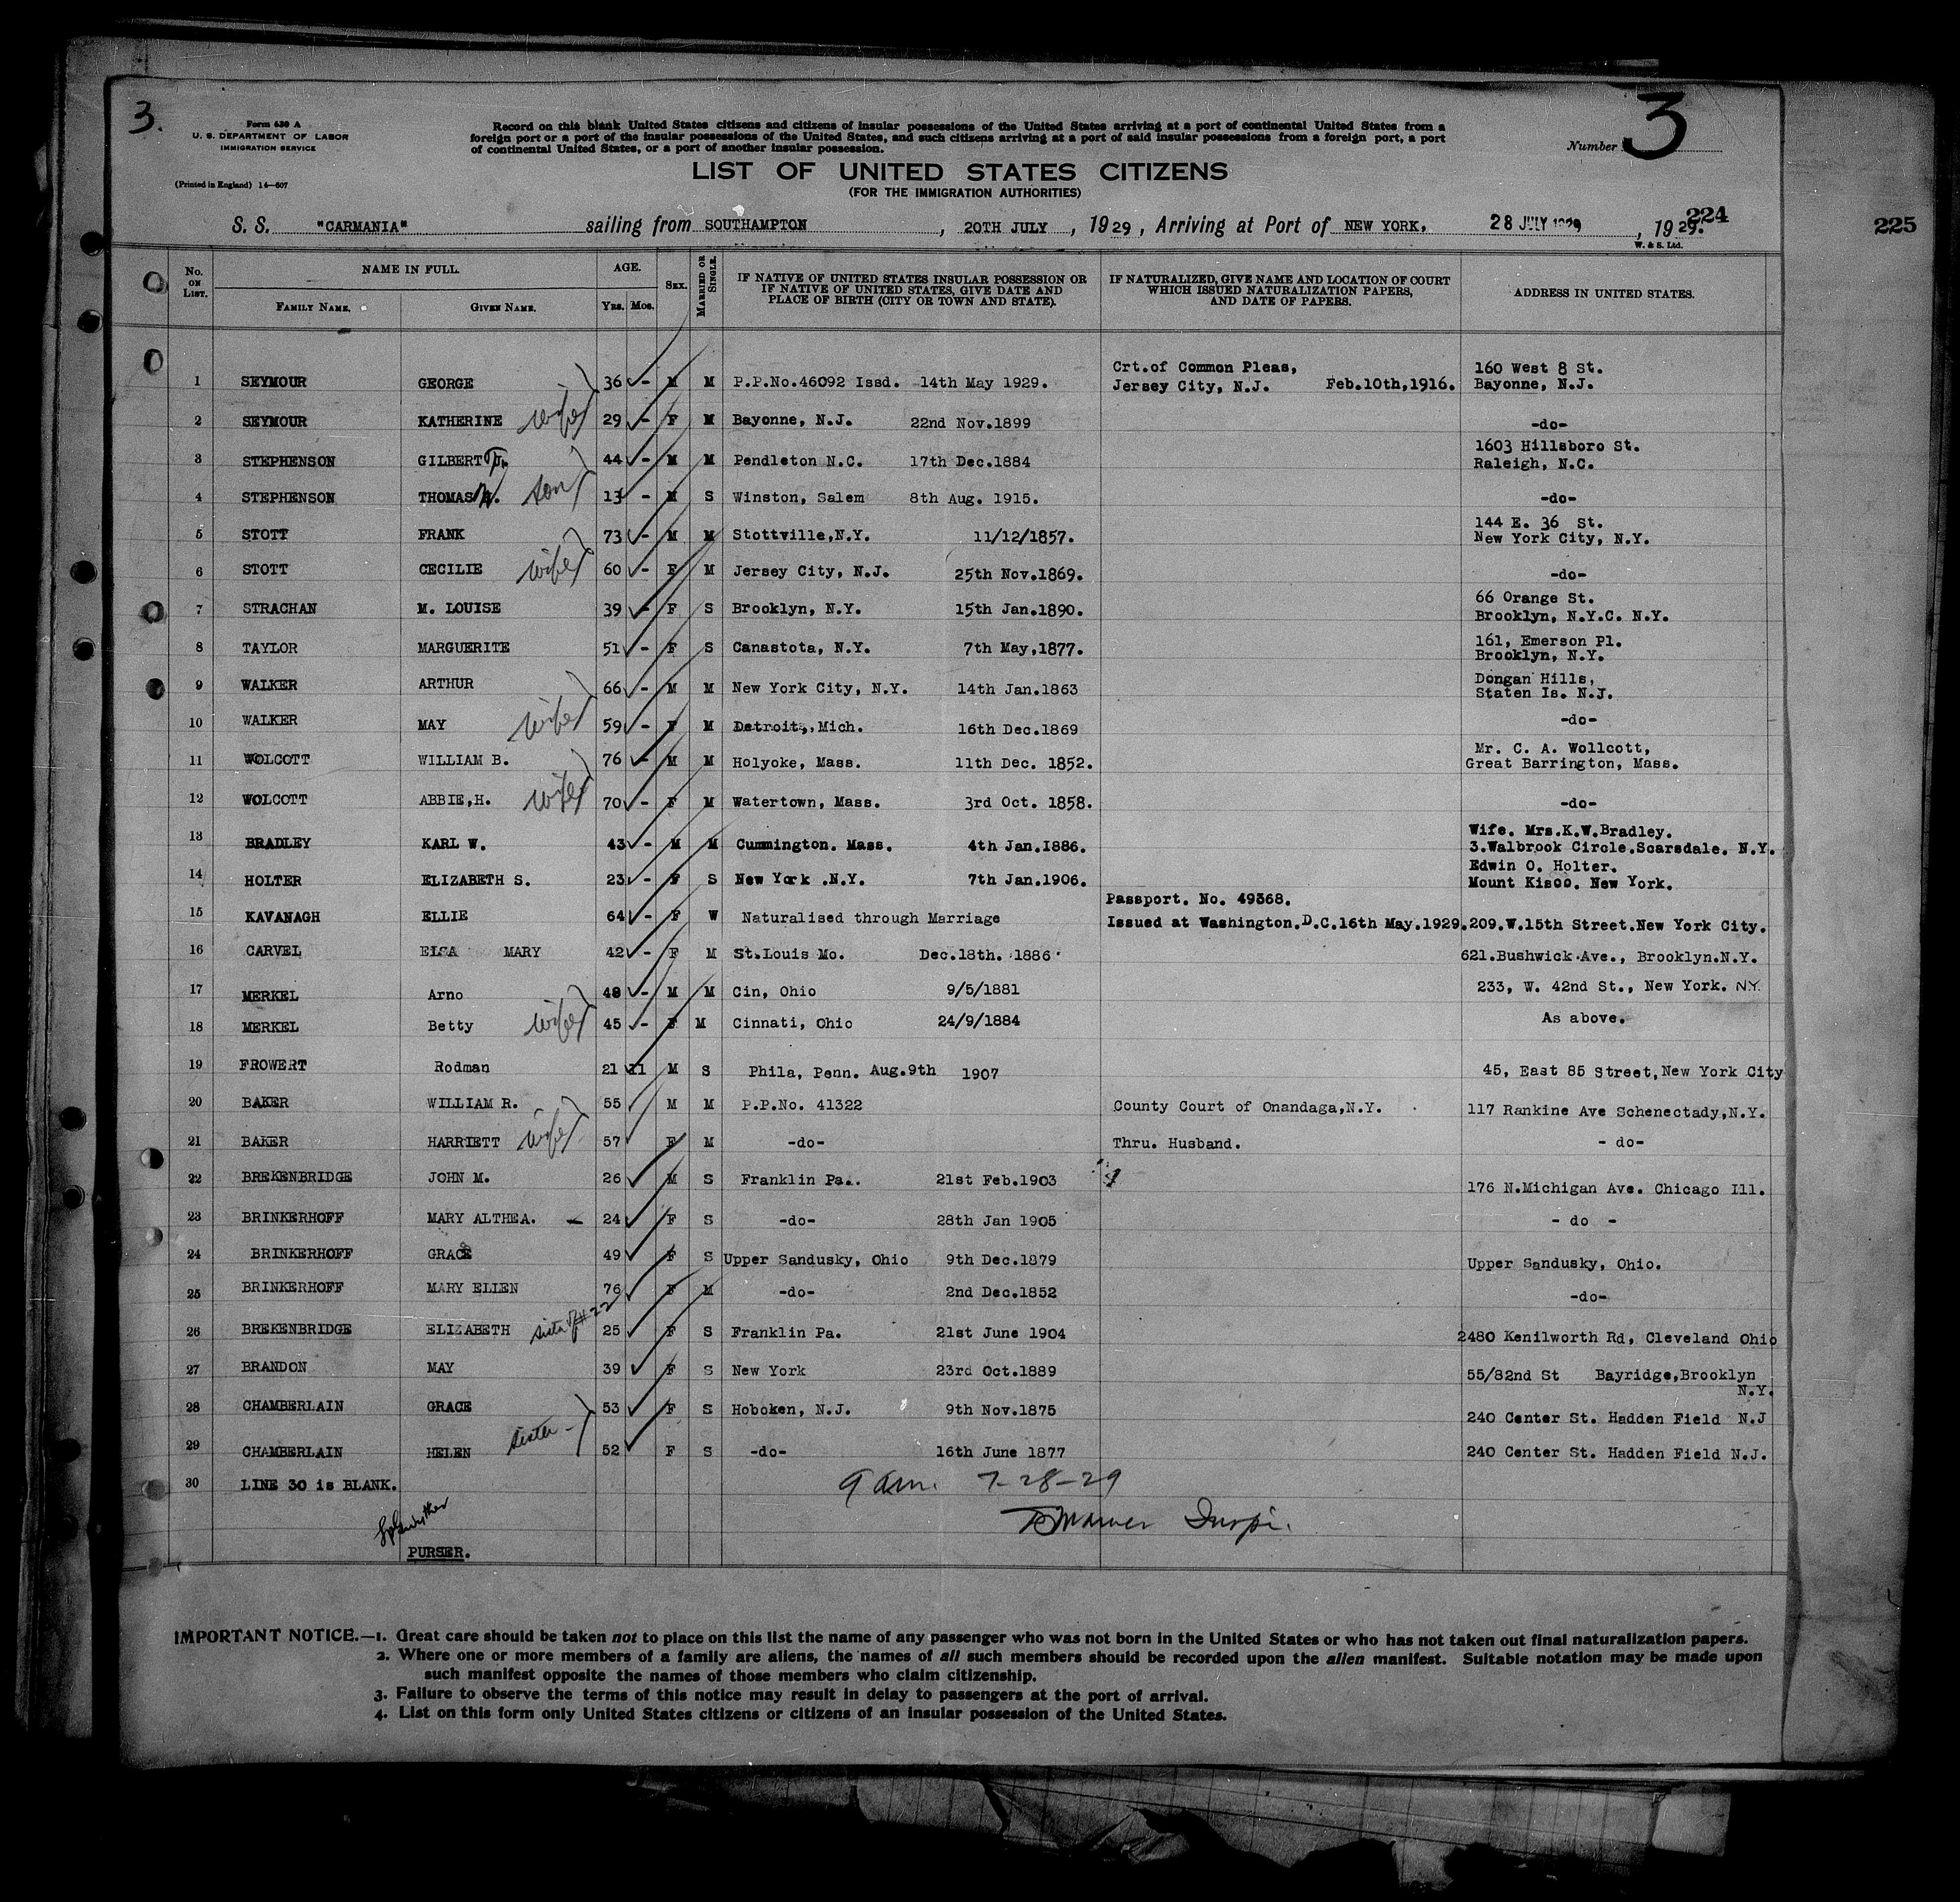 3.
Form 630 A
U. S. DEPARTMENT OF LABOR
IMMIGRATION SERVICE
(Printed in England) 14—607
Record on this blank United States citizens and citizens of insular possessions of the United States arriving at a port of continental United States from a
foreign port or a port of the insular possessions of the United States, and such citizens arriving at a port of said insular possessions from a foreign port, a port
of continental United States, or a port of another insular possession.
Number 3
LIST OF UNITED STATES CITIZENS
(FOR THE IMMIGRATION AUTHORITIES)
S. S. "CARMANIA" sailing from SOUTHAMPTON, 20TH JULY, 1929, Arriving at Port of NEW YORK, 28 JULY 1929, 1929.
224
225
W. & S. Ltd.
No. ON LIST. NAME IN FULL. FAMILY NAME. GIVEN NAME. AGE. Yrs. Mos. SEX. MARRIED OR SINGLE. IF NATIVE OF UNITED STATES INSULAR POSSESSION OR IF NATIVE OF UNITED STATES, GIVE DATE AND PLACE OF BIRTH (CITY OR TOWN AND STATE). IF NATURALIZED, GIVE NAME AND LOCATION OF COURT WHICH ISSUED NATURALIZATION PAPERS, AND DATE OF PAPERS. ADDRESS IN UNITED STATES.
1 SEYMOUR GEORGE 36 - M M P.P.No.46092 Issd. 14th May 1929. Crt.of Common Pleas, Jersey City, N.J. Feb.10th,1916. 160 West 8 St. Bayonne, N.J.
2 SEYMOUR KATHERINE wife 29 - F M Bayonne, N.J. 22nd Nov.1899 -do-
3 STEPHENSON GILBERT T. 44 - M M Pendleton N.C. 17th Dec.1884 1603 Hillsboro St. Raleigh, N.C.
4 STEPHENSON THOMAS W. son 13 - M S Winston, Salem 8th Aug. 1915. -do-
5 STOTT FRANK 73 - M M Stottville,N.Y. 11/12/1857. 144 E. 36 St. New York City, N.Y.
6 STOTT CECILIE wife 60 - F M Jersey City, N.J. 25th Nov.1869. -do-
7 STRACHAN M. LOUISE 39 - F S Brooklyn, N.Y. 15th Jan.1890. 66 Orange St. Brooklyn, N.Y.C. N.Y.
8 TAYLOR MARGUERITE 51 - F S Canastota, N.Y. 7th May,1877. 161, Emerson Pl. Brooklyn, N.Y.
9 WALKER ARTHUR 66 - M M New York City, N.Y. 14th Jan.1863 Dongan Hills, Staten Is. N.J.
10 WALKER MAY wife 59 - F M Detroit,, Mich. 16th Dec.1869 -do-
11 WOLCOTT WILLIAM B. 76 - M M Holyoke, Mass. 11th Dec. 1852. Mr. C. A. Wollcott, Great Barrington, Mass.
12 WOLCOTT ABBIE,H. wife 70 - F M Watertown, Mass. 3rd Oct. 1858. -do-
13 BRADLEY KARL W. 43 - M M Cummington. Mass. 4th Jan.I886. Wife. Mrs.K.W.Bradley. 3.Walbrook Circle.Scarsdale. N.Y.
14 HOLTER ELIZABETH S. 23 - F S New York .N.Y. 7th Jan.1906. Edwin O. Holter. Mount Kisco. New York.
15 KAVANAGH ELLIE 64 - F W Naturalised through Marriage Passport. No. 49368. Issued at Washington.D.C.16th May.1929. 209.W.15th Street.New York City.
16 CARVEL ELSA MARY 42 - F M St.Louis Mo. Dec.18th. 1886 621.Bushwick Ave., Brooklyn.N.Y.
17 MERKEL Arno 48 - M M Cin, Ohio 9/5/1881 233, W. 42nd St., New York. NY.
18 MERKEL Betty wife 45 - F M Cinnati, Ohio 24/9/1884 As above.
19 FROWERT Rodman 21 11 M S Phila, Penn. Aug.9th 1907 45, East 85 Street,New York City
20 BAKER WILLIAM R. 55 M M P.P.No. 41322 County Court of Onandaga,N.Y. 117 Rankine Ave Schenectady,N.Y.
21 BAKER HARRIETT wife 57 F M -do- Thru. Husband. - do-
22 BREKENBRIDGE JOHN M. 26 M S Franklin Pa.. 21st Feb.1903 176 N.Michigan Ave. Chicago Ill.
23 BRINKERHOFF MARY ALTHEA. - 24 F S -do- 28th Jan 1905 - do -
24 BRINKERHOFF GRACE 49 F S Upper Sandusky, Ohio 9th Dec.1879 Upper Sandusky, Ohio.
25 BRINKERHOFF MARY ELLEN 76 F M -do- 2nd Dec.1852 -do-
26 BREKENBRIDGE ELIZABETH sister of #22 25 F S Franklin Pa. 21st June 1904 2480 Kenilworth Rd, Cleveland Ohio
27 BRANDON MAY 39 F S New York 23rd Oct.1889 55/82nd St Bayridge,Brooklyn N.Y.
28 CHAMBERLAIN GRACE 53 F S Hoboken, N.J. 9th Nov.1875 240 Center St. Hadden Field N.J
29 CHAMBERLAIN HELEN sister 52 F S -do- 16th June 1877 240 Center St. Hadden Field N.J.
30 LINE 30 is BLANK.
9 am. 7-28-29
Insp.
PURSER.
IMPORTANT NOTICE.—1. Great care should be taken not to place on this list the name of any passenger who was not born in the United States or who has not taken out final naturalization papers.
2. Where one or more members of a family are aliens, the names of all such members should be recorded upon the alien manifest. Suitable notation may be made upon
such manifest opposite the names of those members who claim citizenship.
3. Failure to observe the terms of this notice may result in delay to passengers at the port of arrival.
4. List on this form only United States citizens or citizens of an insular possession of the United States.